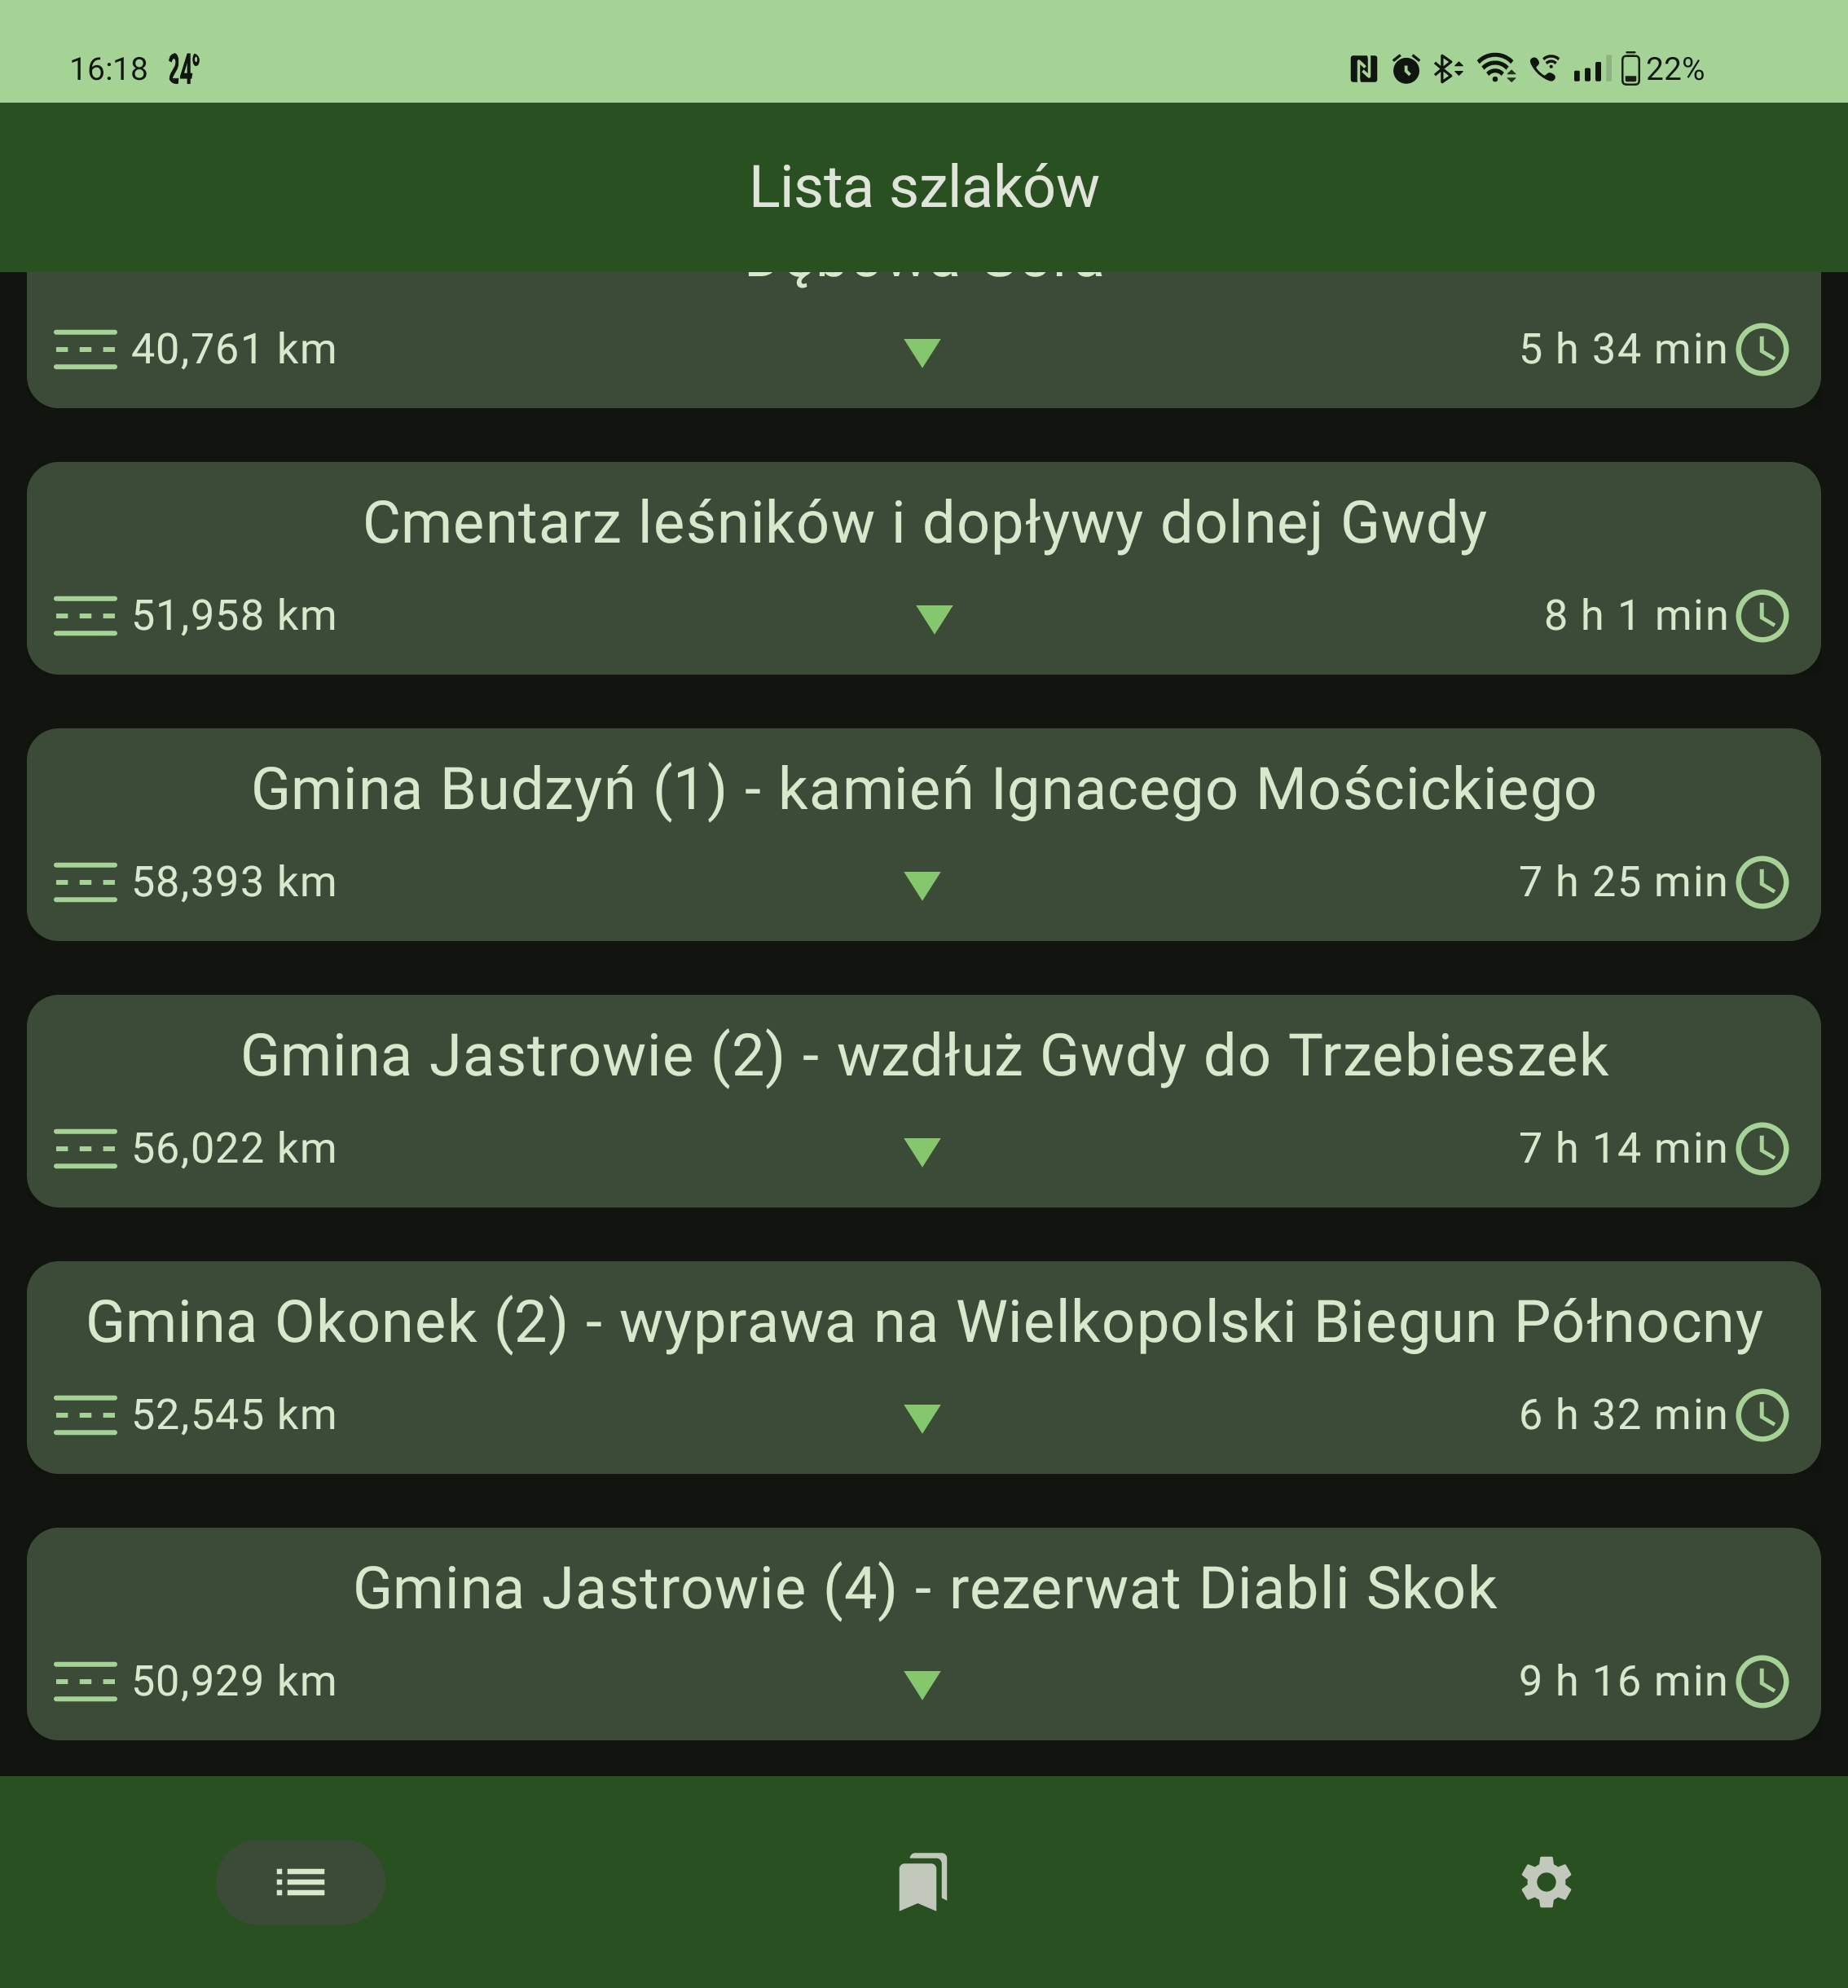 16:18 24°
22%
Lista szlaków
40,761 km
5 h 34 min
Cmentarz leśników i dopływy dolnej Gwdy
51,958 km
8 h 1 min
Gmina Budzyń (1) - kamień Ignacego Mościckiego
58,393 km
7 h 25 min
Gmina Jastrowie (2) - wzdłuż Gwdy do Trzebieszek
56,022 km
7 h 14 min
Gmina Okonek (2) - wyprawa na Wielkopolski Biegun Północny
52,545 km
6 h 32 min
Gmina Jastrowie (4) - rezerwat Diabli Skok
50,929 km
9 h 16 min